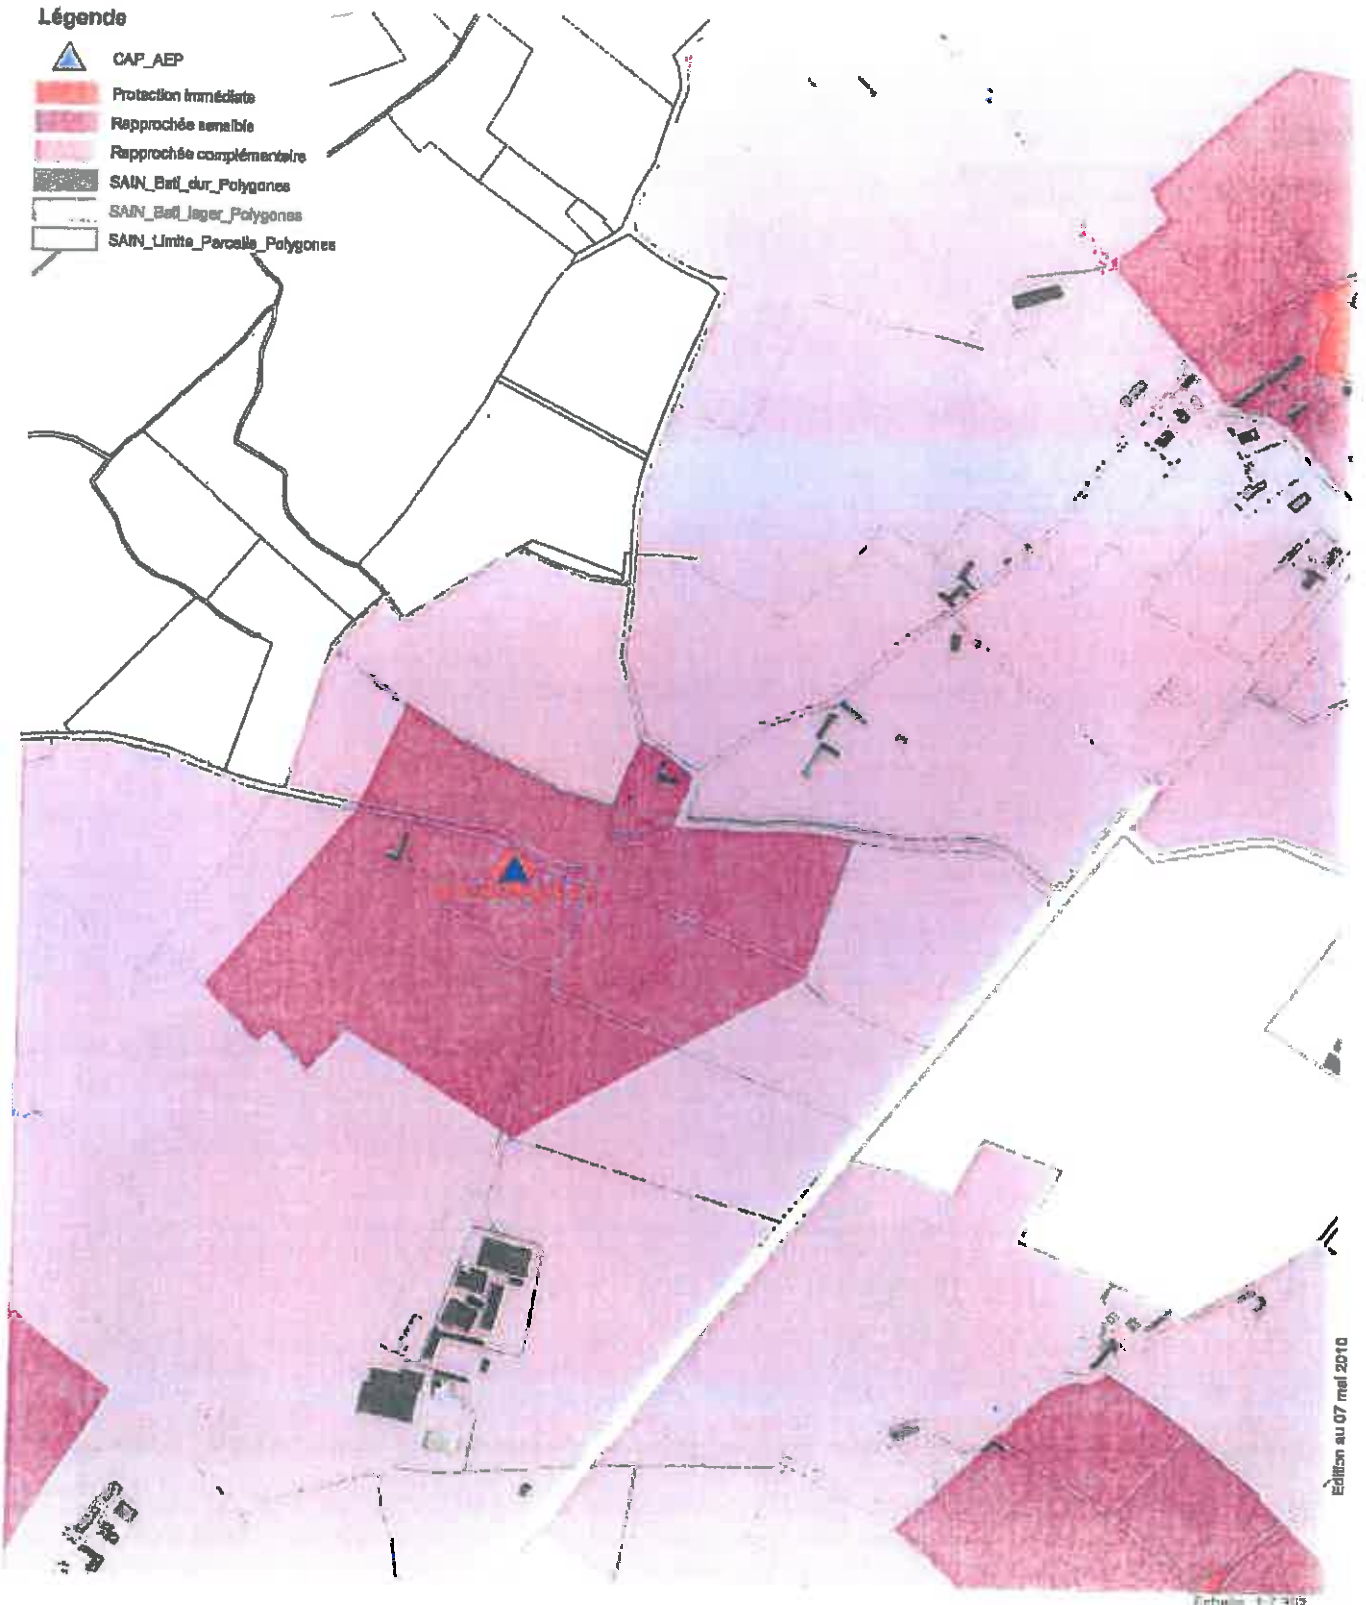 Légende
CAP_AEP
Protection immédiate
Rapprochée sensible
Rapprochée complémentaire
SAIN_Bati_dur_Polygones
SAIN_Bati_leger_Polygones
SAIN_Limite_Parcelle_Polygones
Edition au 07 mai 2010